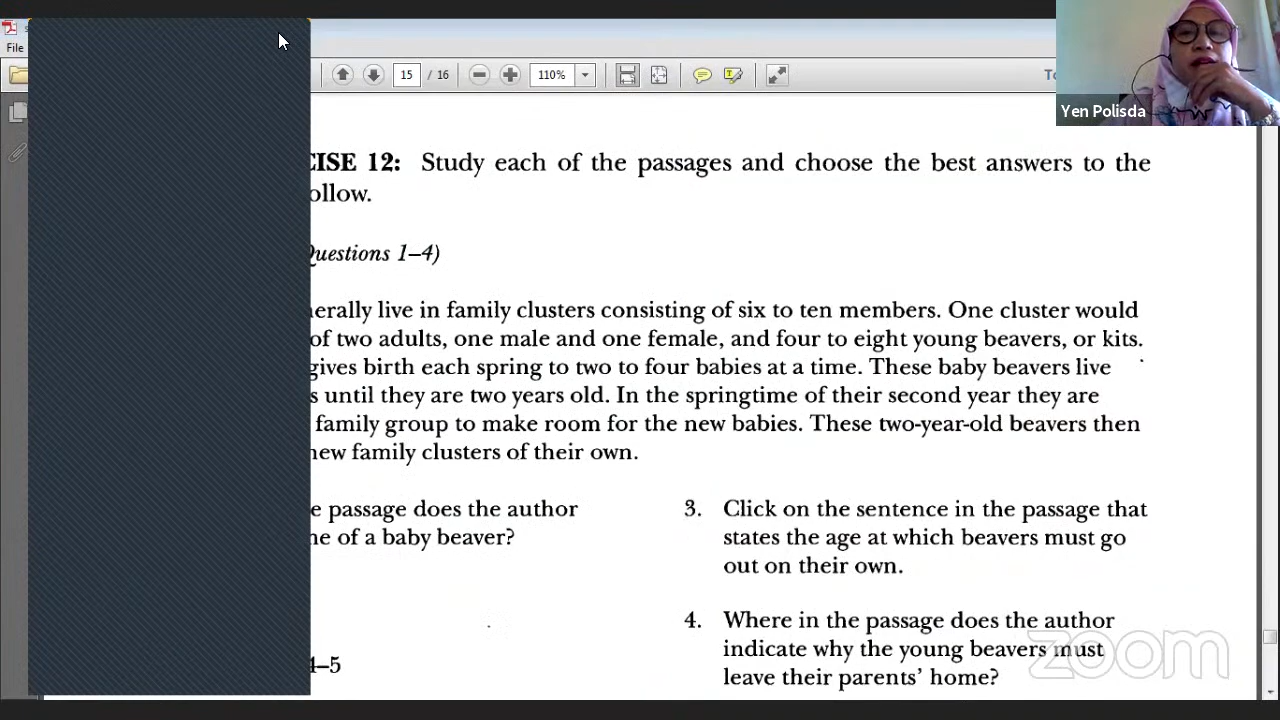 File
15 / 16
110%
Yen Polisda
CISE 12: Study each of the passages and choose the best answers to the
ollow.
Questions 1–4)
nerally live in family clusters consisting of six to ten members. One cluster would
of two adults, one male and one female, and four to eight young beavers, or kits.
gives birth each spring to two to four babies at a time. These baby beavers live
s until they are two years old. In the springtime of their second year they are
family group to make room for the new babies. These two-year-old beavers then
new family clusters of their own.
e passage does the author
ne of a baby beaver?
4–5
3. Click on the sentence in the passage that
states the age at which beavers must go
out on their own.
4. Where in the passage does the author
indicate why the young beavers must
leave their parents' home?
zoom